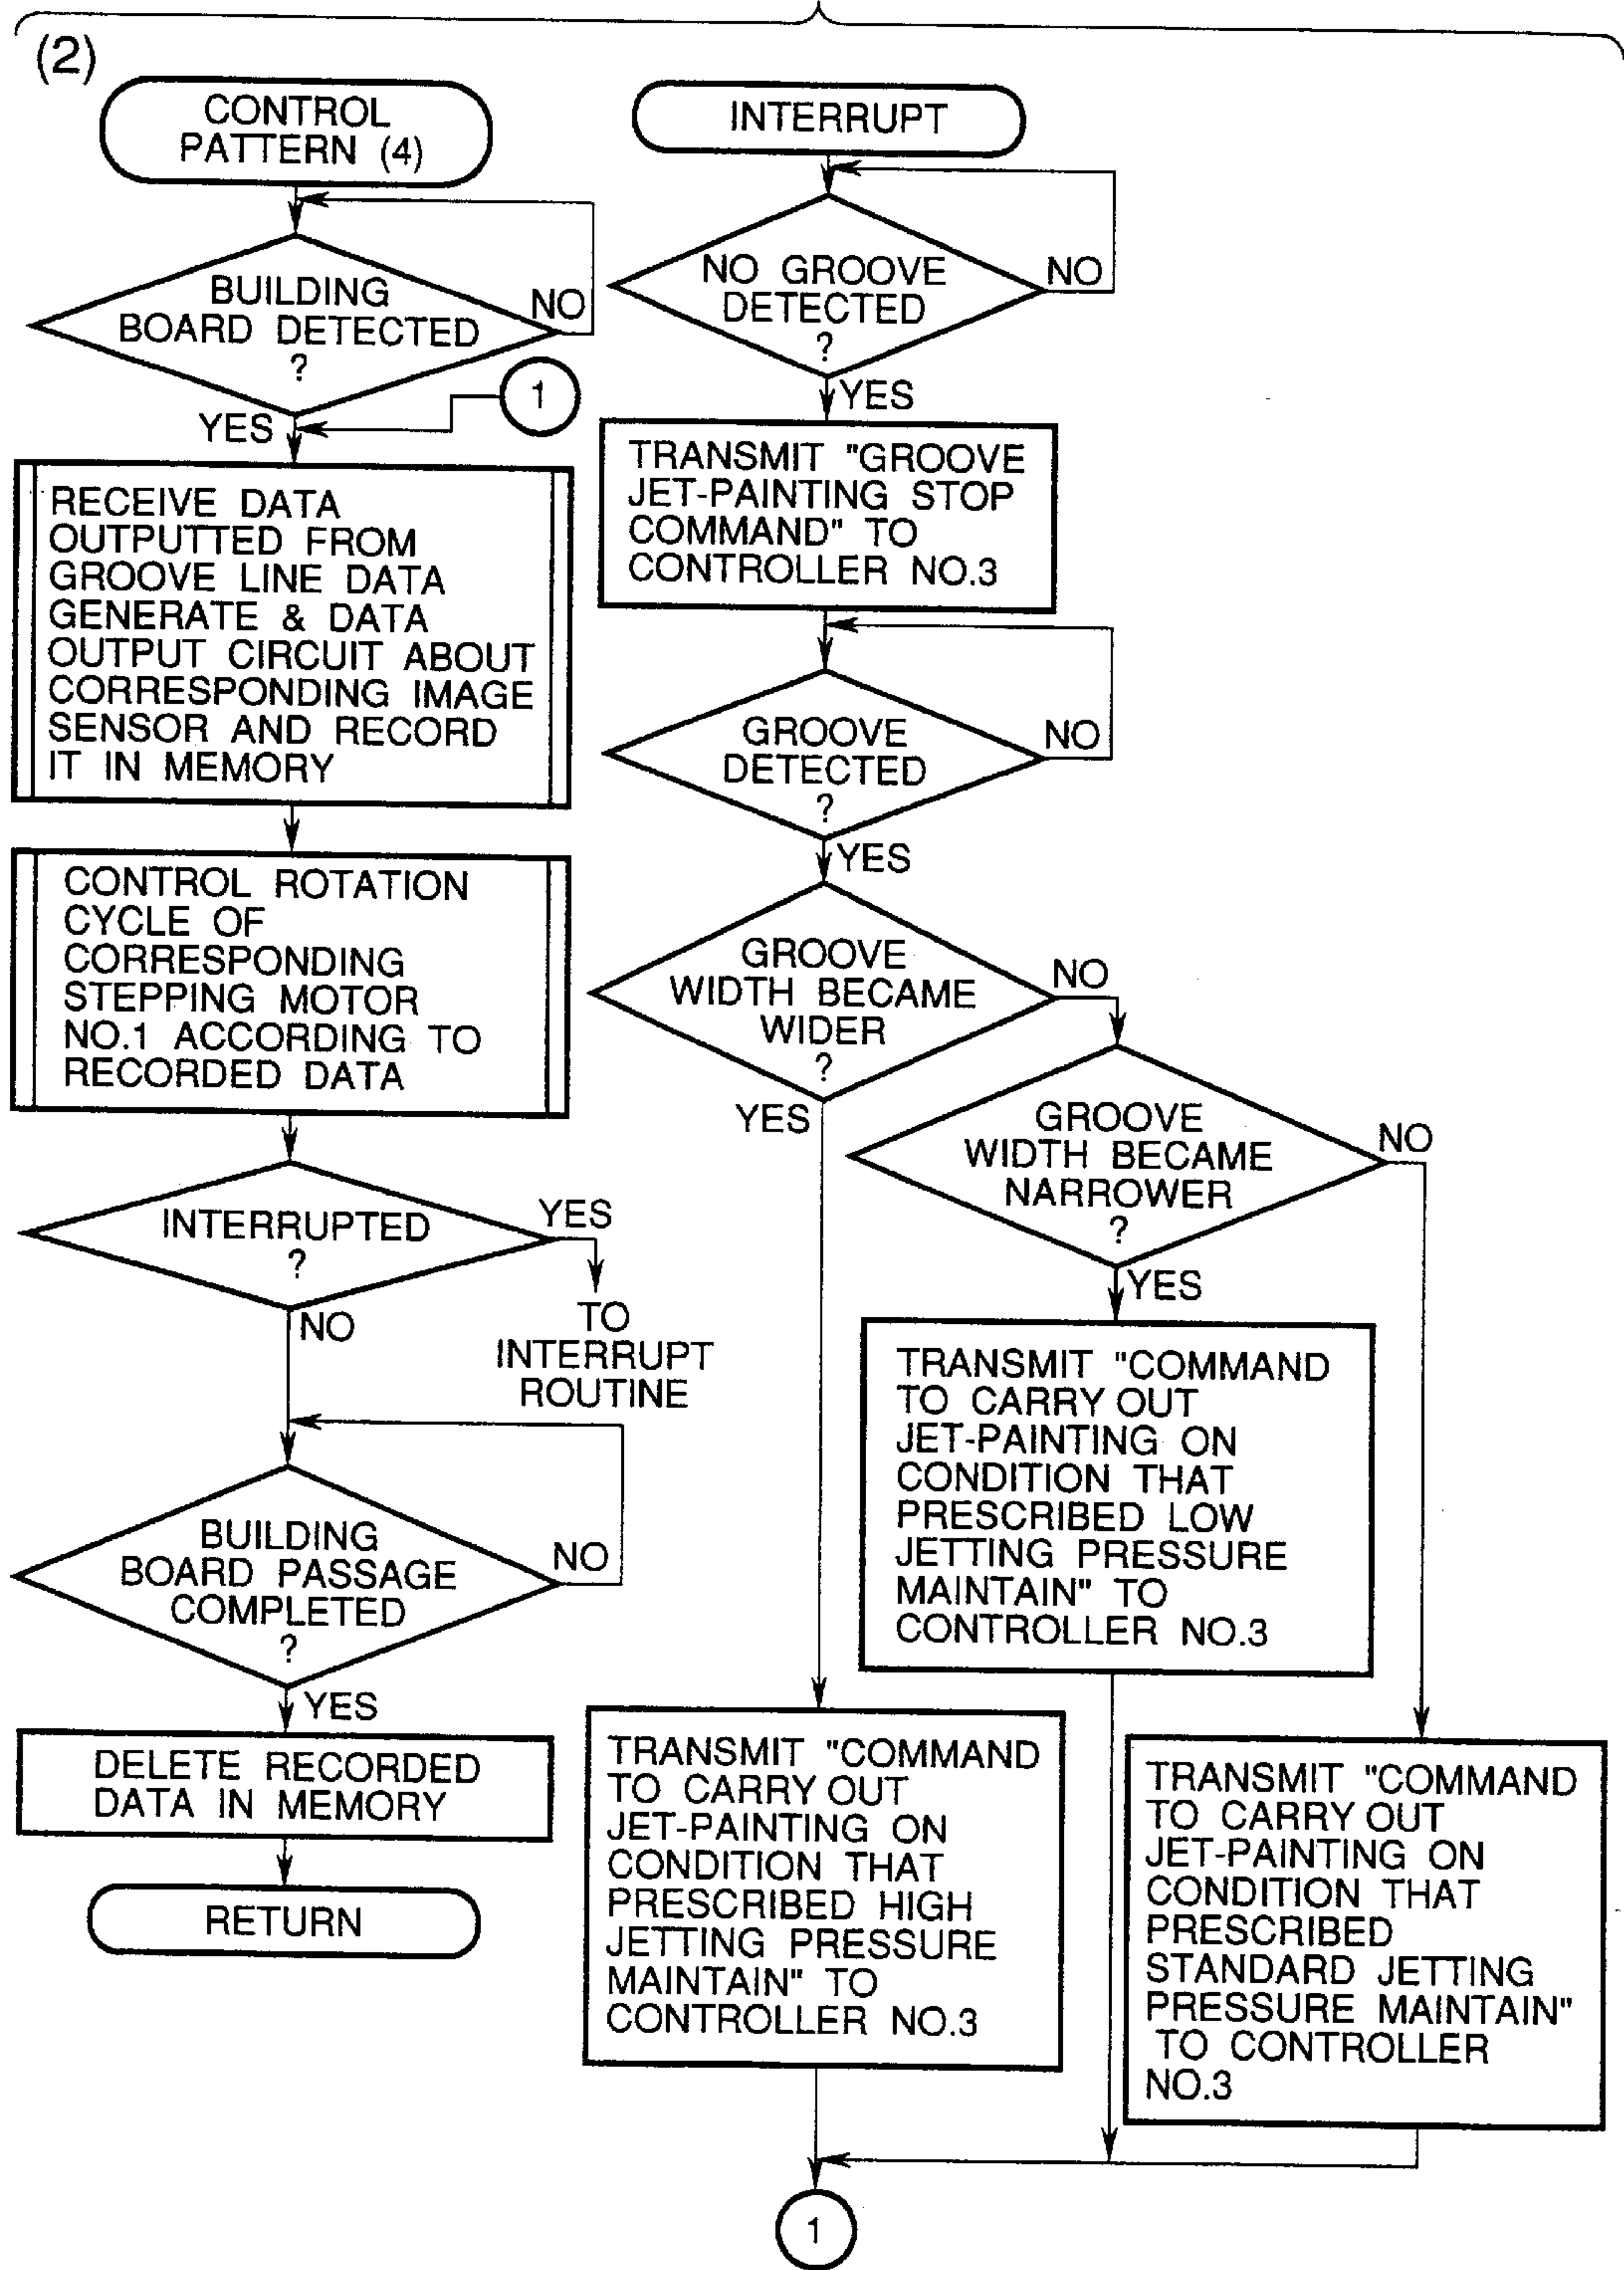 (2)
CONTROL
PATTERN (4)
NO
BUILDING
BOARD DETECTED
?
YES
1
RECEIVE DATA
OUTPUTTED FROM
GROOVE LINE DATA
GENERATE & DATA
OUTPUT CIRCUIT ABOUT
CORRESPONDING IMAGE
SENSOR AND RECORD
IT IN MEMORY
CONTROL ROTATION
CYCLE OF
CORRESPONDING
STEPPING MOTOR
NO.1 ACCORDING TO
RECORDED DATA
INTERRUPTED
?
YES
TO
INTERRUPT
ROUTINE
NO
BUILDING
BOARD PASSAGE
COMPLETED
?
NO
YES
DELETE RECORDED
DATA IN MEMORY
RETURN
INTERRUPT
NO GROOVE
DETECTED
?
NO
YES
TRANSMIT "GROOVE
JET-PAINTING STOP
COMMAND" TO
CONTROLLER NO.3
GROOVE
DETECTED
?
NO
YES
GROOVE
WIDTH BECAME
WIDER
?
NO
YES
GROOVE
WIDTH BECAME
NARROWER
?
NO
YES
TRANSMIT "COMMAND
TO CARRY OUT
JET-PAINTING ON
CONDITION THAT
PRESCRIBED LOW
JETTING PRESSURE
MAINTAIN" TO
CONTROLLER NO.3
TRANSMIT "COMMAND
TO CARRY OUT
JET-PAINTING ON
CONDITION THAT
PRESCRIBED HIGH
JETTING PRESSURE
MAINTAIN" TO
CONTROLLER NO.3
TRANSMIT "COMMAND
TO CARRY OUT
JET-PAINTING ON
CONDITION THAT
PRESCRIBED
STANDARD JETTING
PRESSURE MAINTAIN"
TO CONTROLLER
NO.3
1